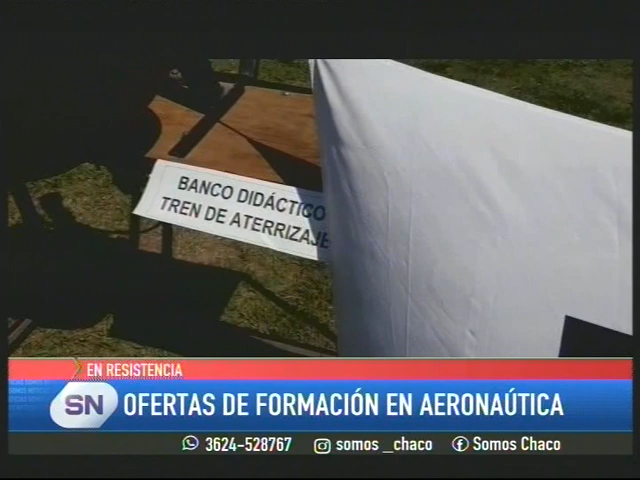 BANCO DIDÁCTICO
TREN DE ATERRIZAJE
EN RESISTENCIA
SN
OFERTAS DE FORMACIÓN EN AERONAÚTICA
3624-528767
somos _chaco
Somos Chaco